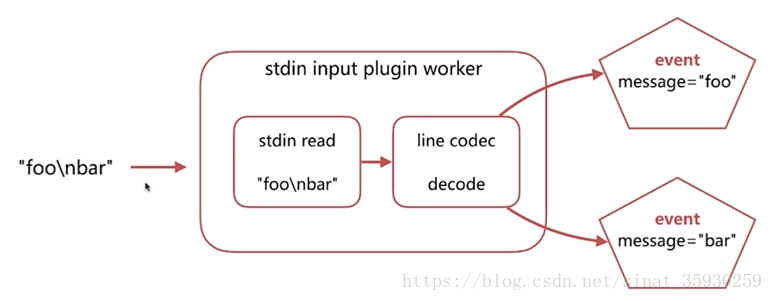 stdin input plugin worker
"foo\nbar"
stdin read
"foo\nbar"
line codec
decode
event
message="foo"
event
message="bar"
https://blog.csdn.net/sinat_35930259